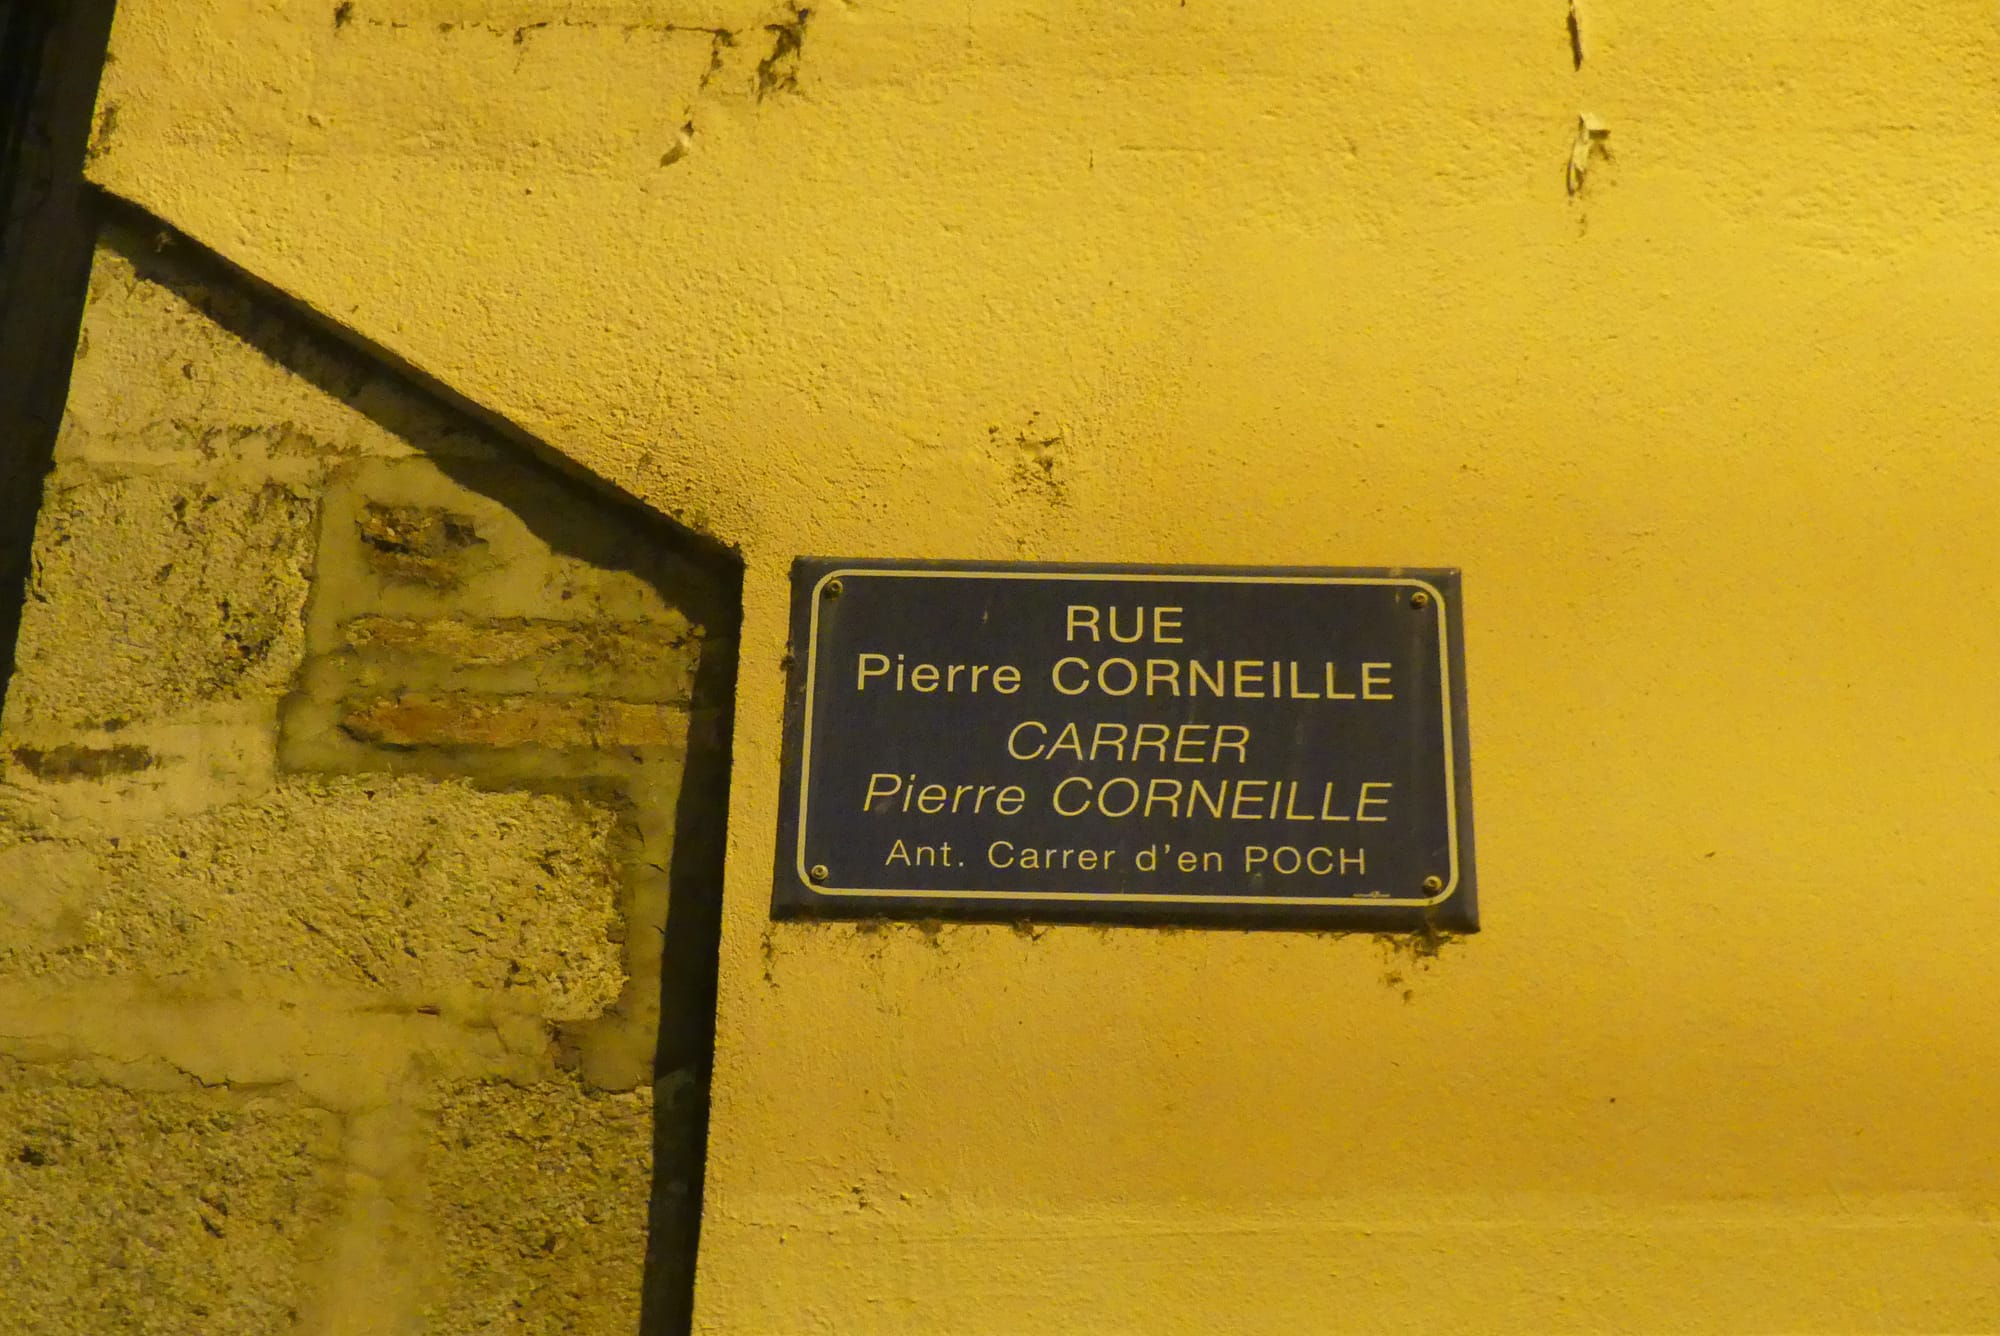 RUE
Pierre CORNEILLE
CARRER
Pierre CORNEILLE
Ant. Carrer d'en POCH